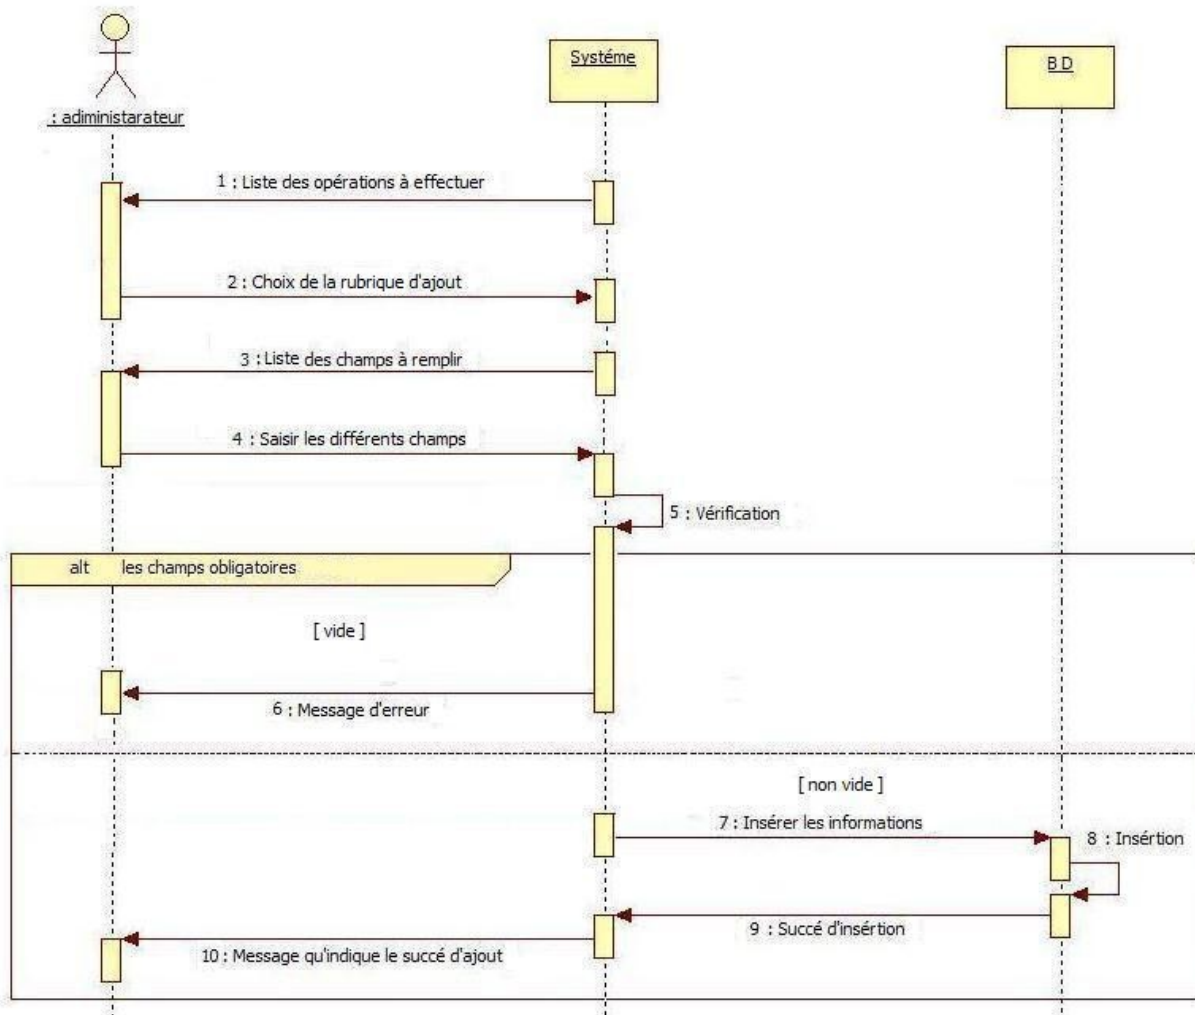 Systéme
B D
: adiministarateur
1 : Liste des opérations à effectuer
2 : Choix de la rubrique d'ajout
3 : Liste des champs à remplir
4 : Saisir les différents champs
5 : Vérification
alt les champs obligatoires
[ vide ]
6 : Message d'erreur
[ non vide ]
7 : Insérer les informations
8 : Insértion
9 : Succé d'insértion
10 : Message qu'indique le succé d'ajout